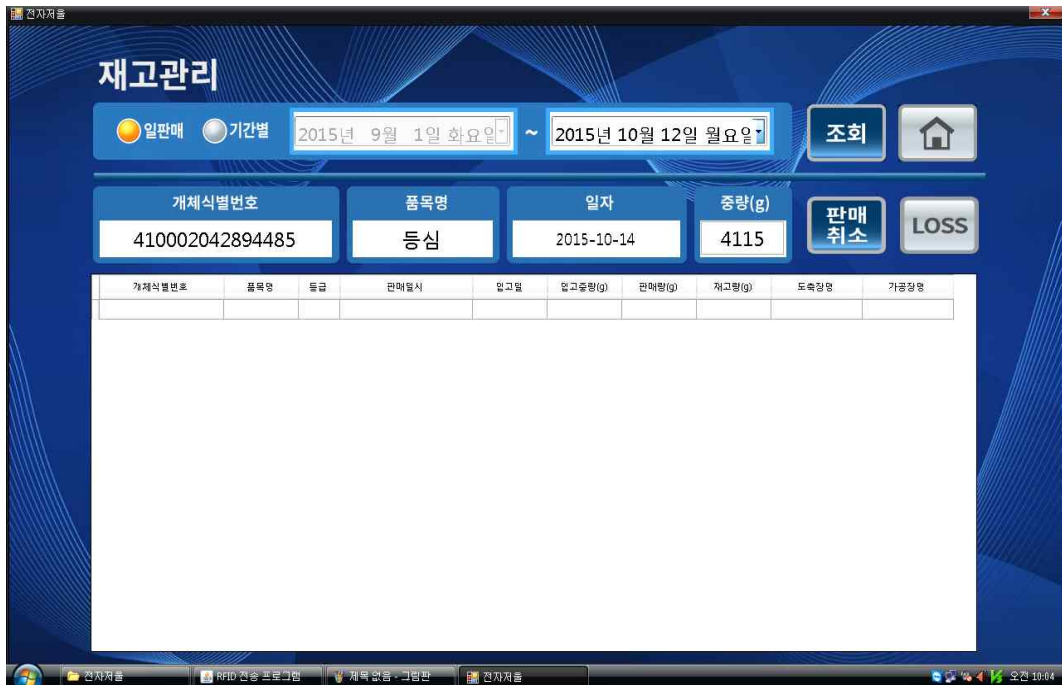 전자저울
재고관리
일판매 기간별 2015년 9월 1일 화요일 ~ 2015년 10월 12일 월요일 조회
개체식별번호 품목명 일자 중량(g) 판매
취소 LOSS
410002042894485 등심 2015-10-14 4115
개체식별번호 품목명 등급 판매일시 입고일 입고중량(g) 판매량(g) 재고량(g) 도축장명 가공장명
전자저울 RFID 전송 프로그램 제목 없음 - 그림판 전자저울 오전 10:04